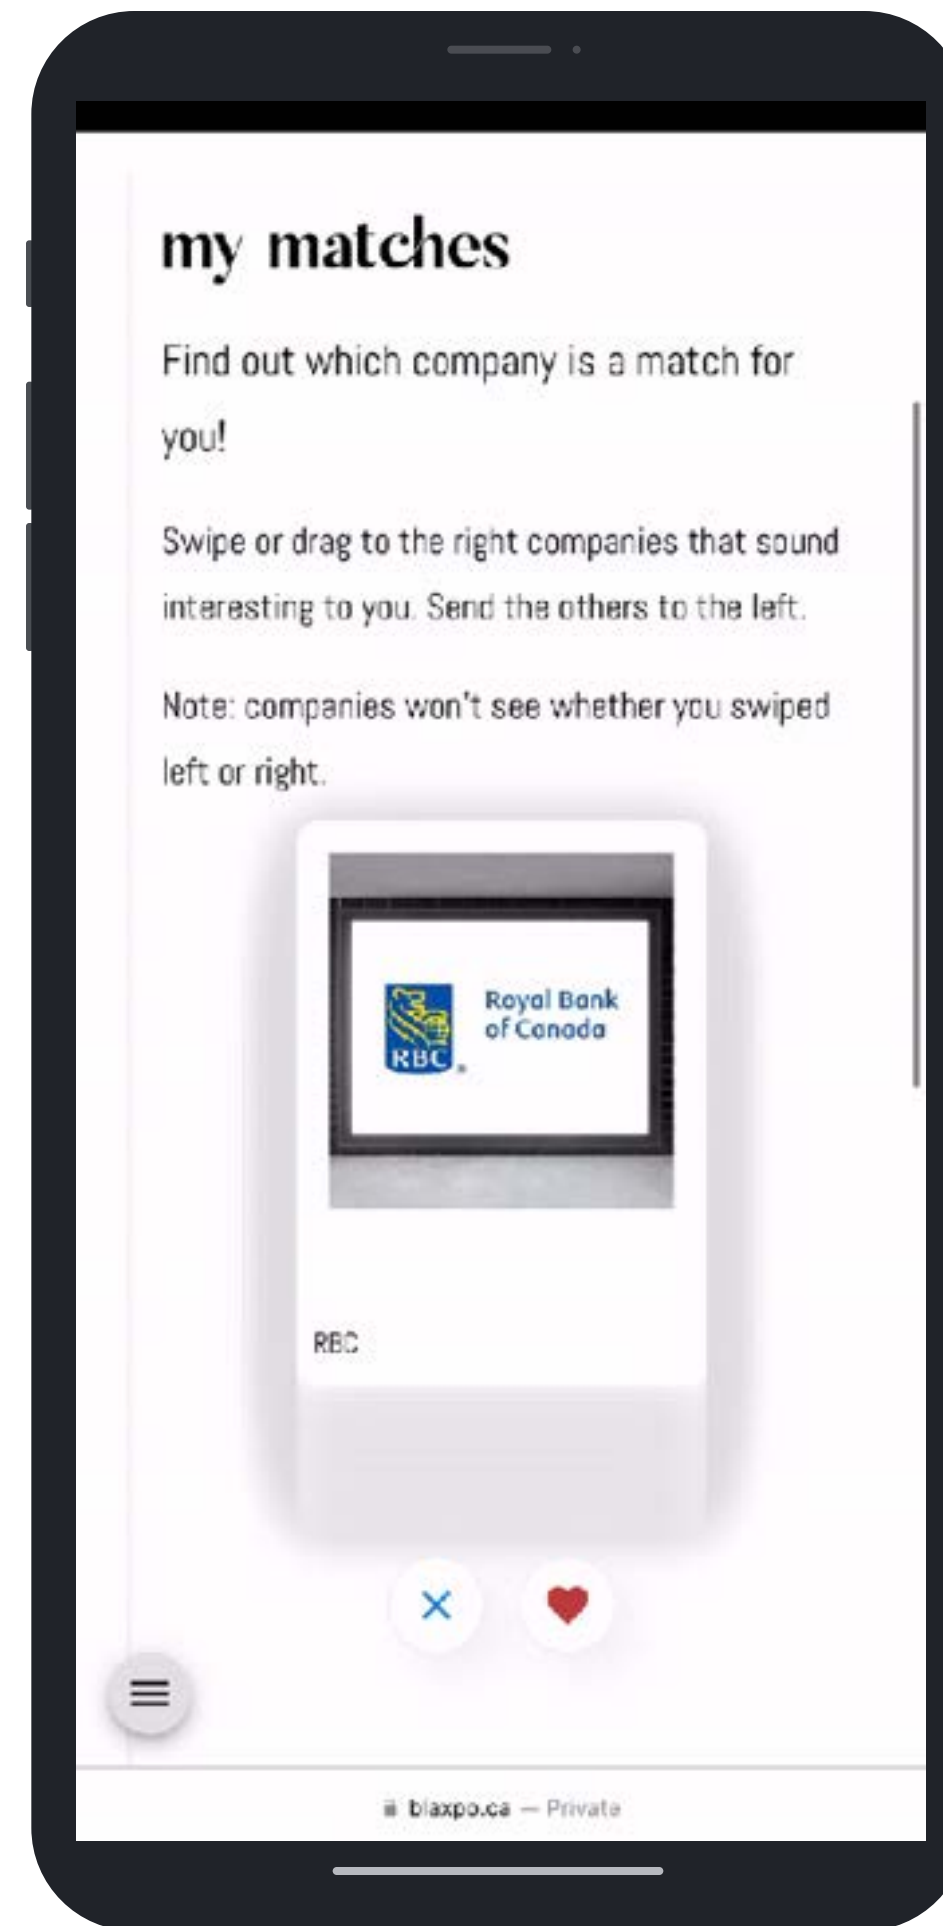 my matches
Find out which company is a match for
you!
Swipe or drag to the right companies that sound
interesting to you. Send the others to the left.
Note: companies won't see whether you swiped
left or right.
Royal Bank
of Canada
RBC
RBC
blaxpo.ca — Private